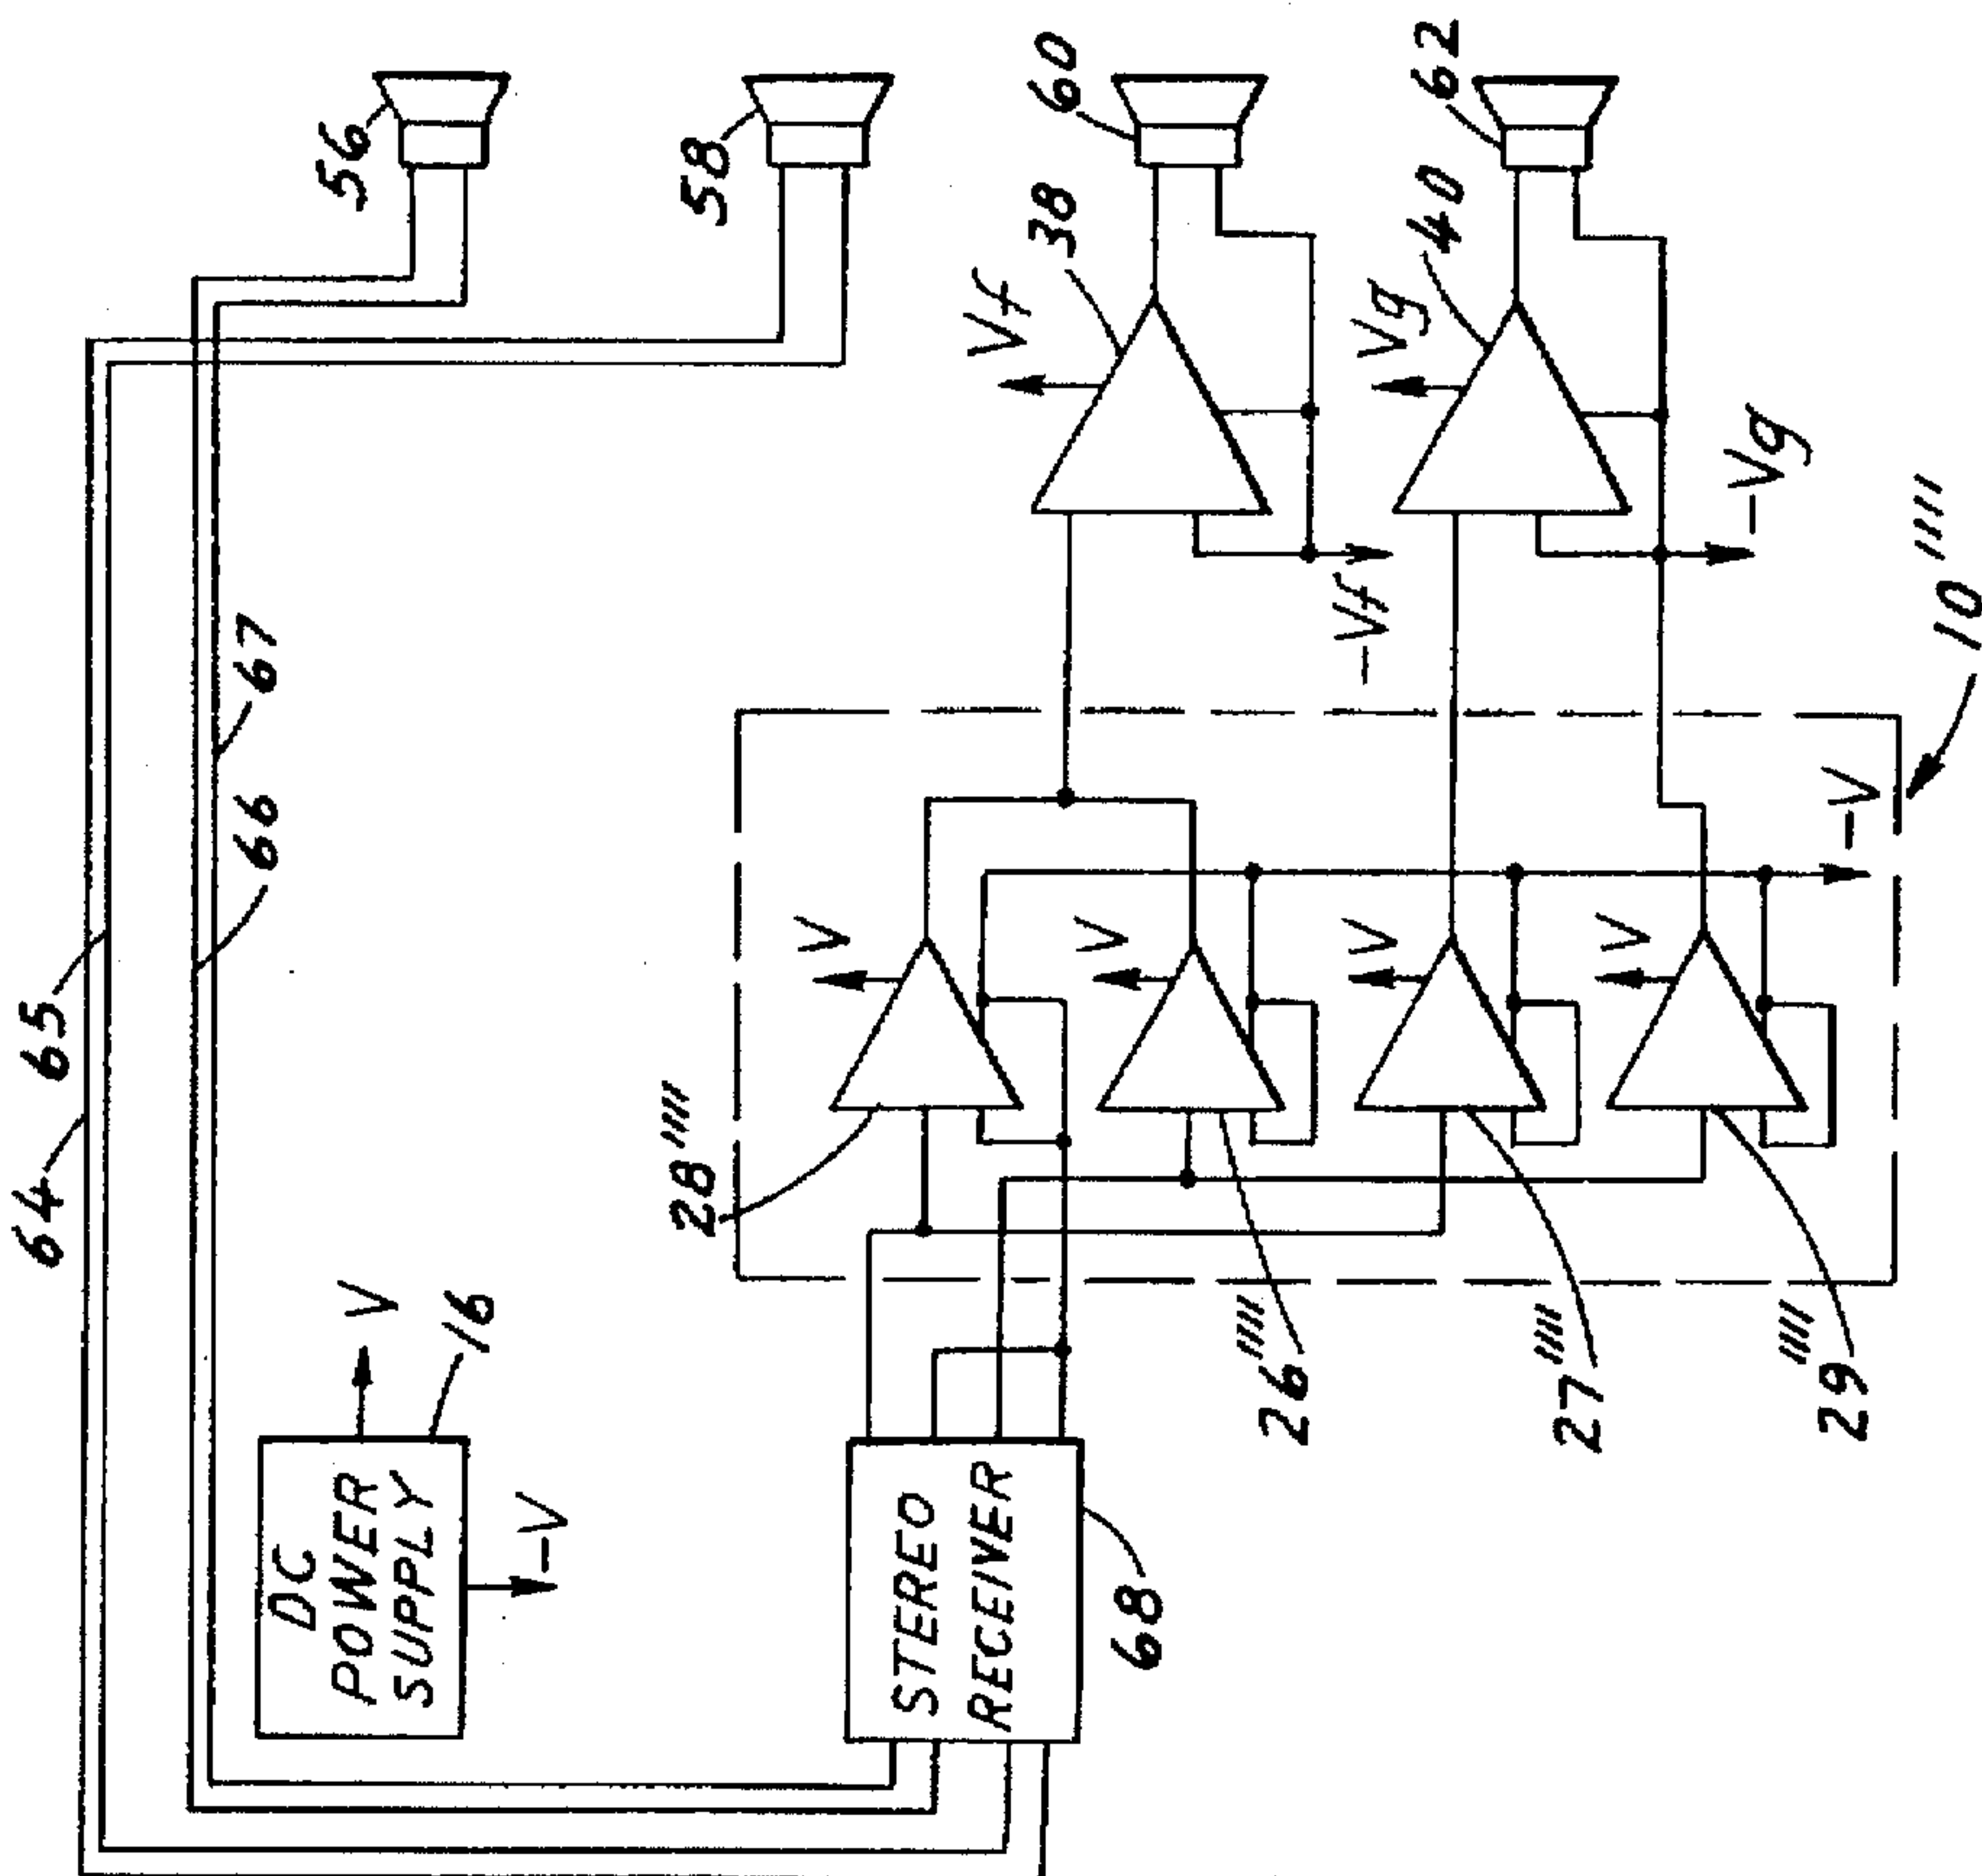 64
65
66
67
56
DC
POWER
SUPPLY
V
16
-V
58
28''''
V
STEREO
RECEIVER
68
V
Vf
38
60
26''''
-Vf
V
Vg
40
62
27''''
V
-Vg
29''''
-V
10'''''